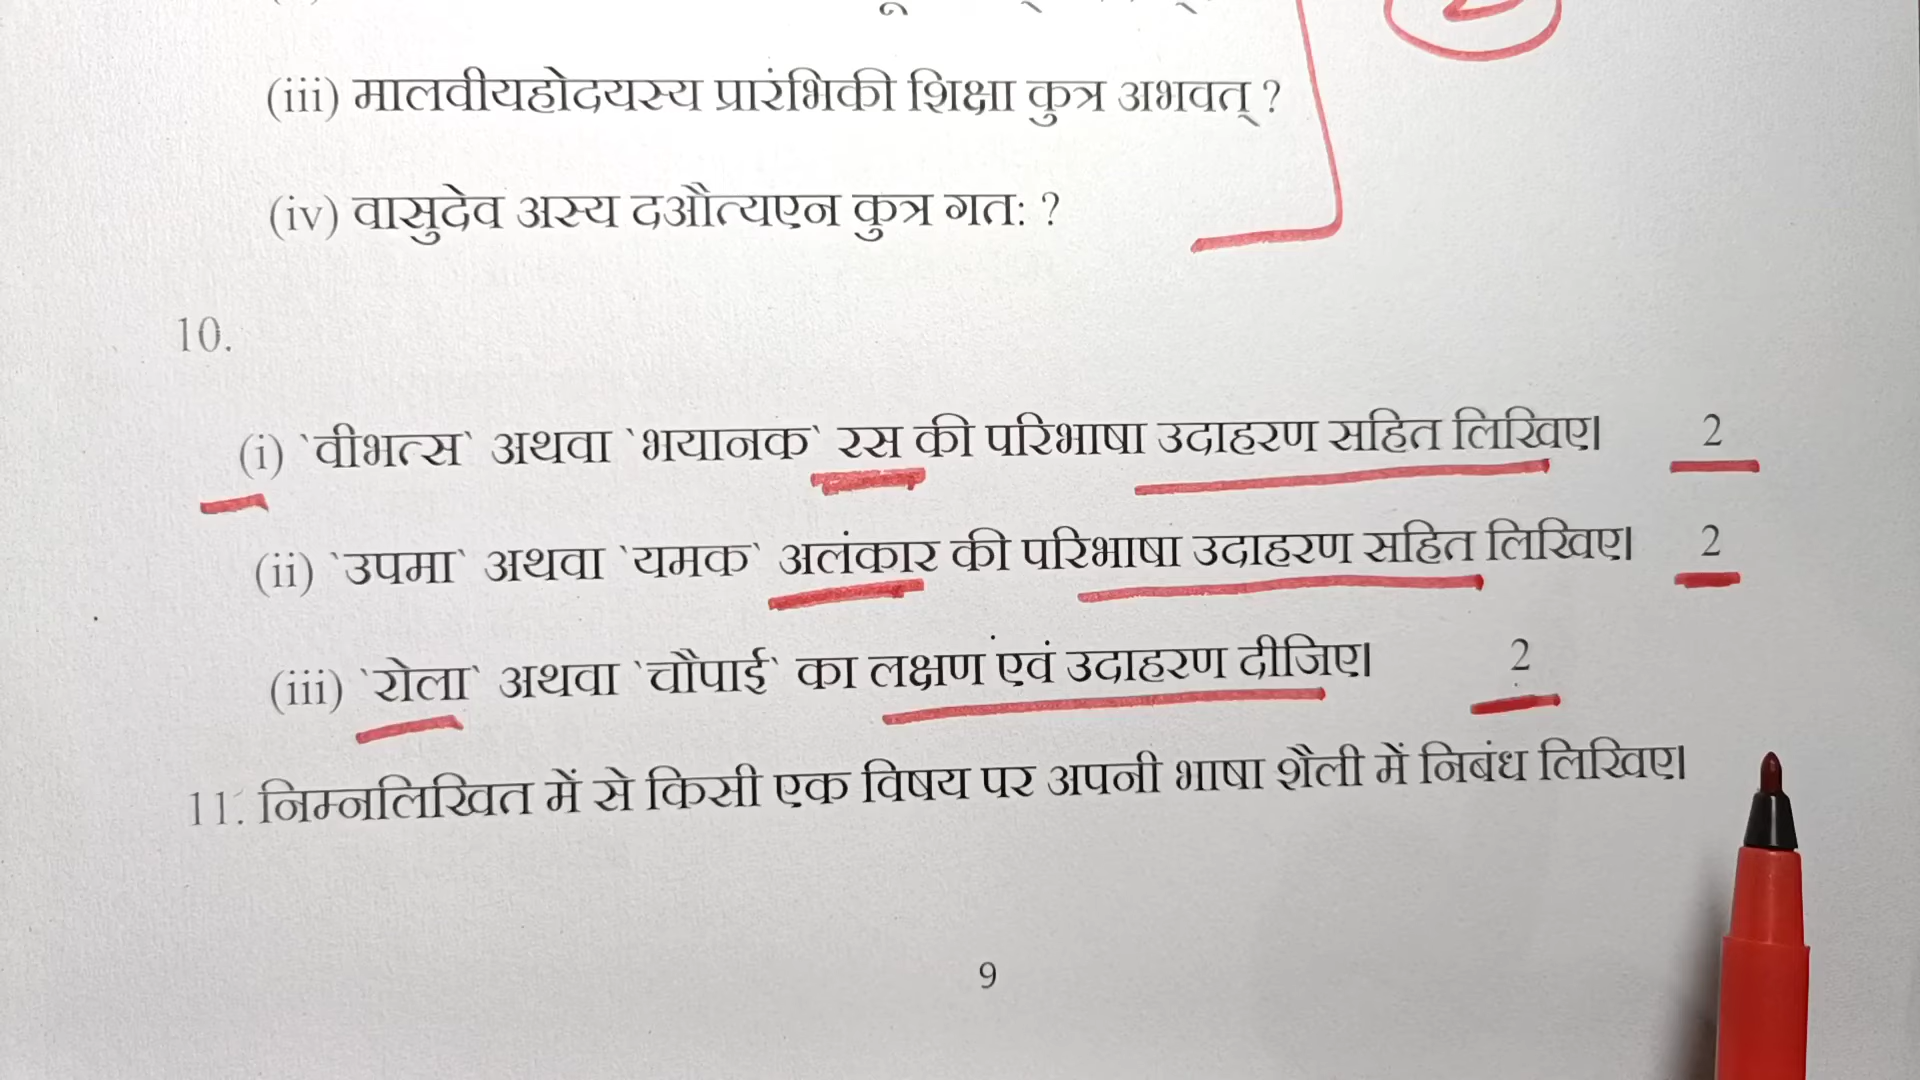 (iii) मालवीयहोदयस्य प्रारंभिकी शिक्षा कुत्र अभवत् ?
(iv) वासुदेव अस्य दऔत्यएन कुत्र गतः ?
10.
(i) `वीभत्स` अथवा `भयानक` रस की परिभाषा उदाहरण सहित लिखिए। 2
(ii) `उपमा` अथवा `यमक` अलंकार की परिभाषा उदाहरण सहित लिखिए। 2
(iii) `रोला` अथवा `चौपाई` का लक्षण एंवं उदाहरण दीजिए। 2
11. निम्नलिखित में से किसी एक विषय पर अपनी भाषा शैली में निबंध लिखिए।
9